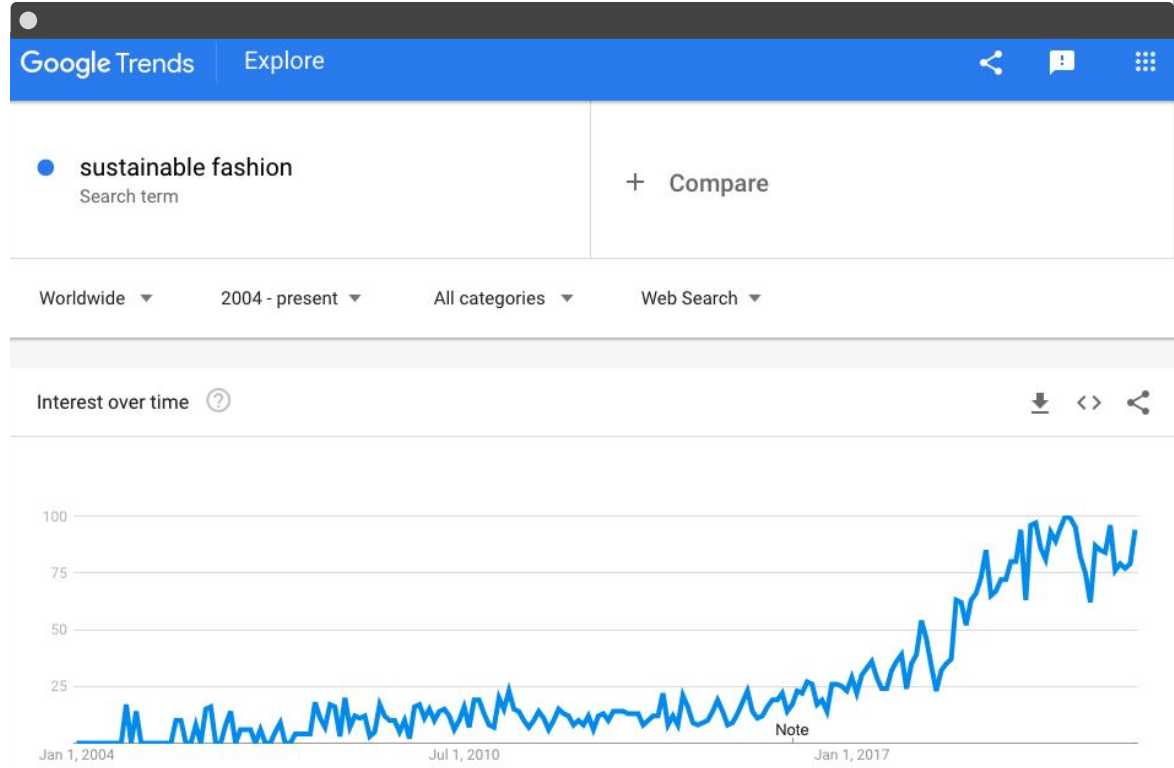 Google Trends Explore
sustainable fashion
Search term
+ Compare
Worldwide 2004 - present All categories Web Search
Interest over time ?
100
75
50
25
Note
Jan 1, 2004 Jul 1, 2010 Jan 1, 2017